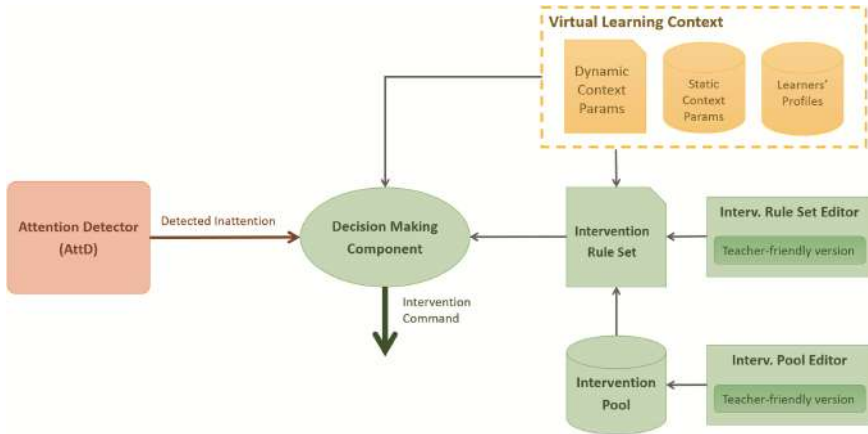 Virtual Learning Context
Dynamic
Context
Params
Static
Context
Params
Learners'
Profiles
Attention Detector
(AttD)
Detected Inattention
Decision Making
Component
Intervention
Rule Set
Interv. Rule Set Editor
Teacher-friendly version
Intervention
Command
Intervention
Pool
Interv. Pool Editor
Teacher-friendly version